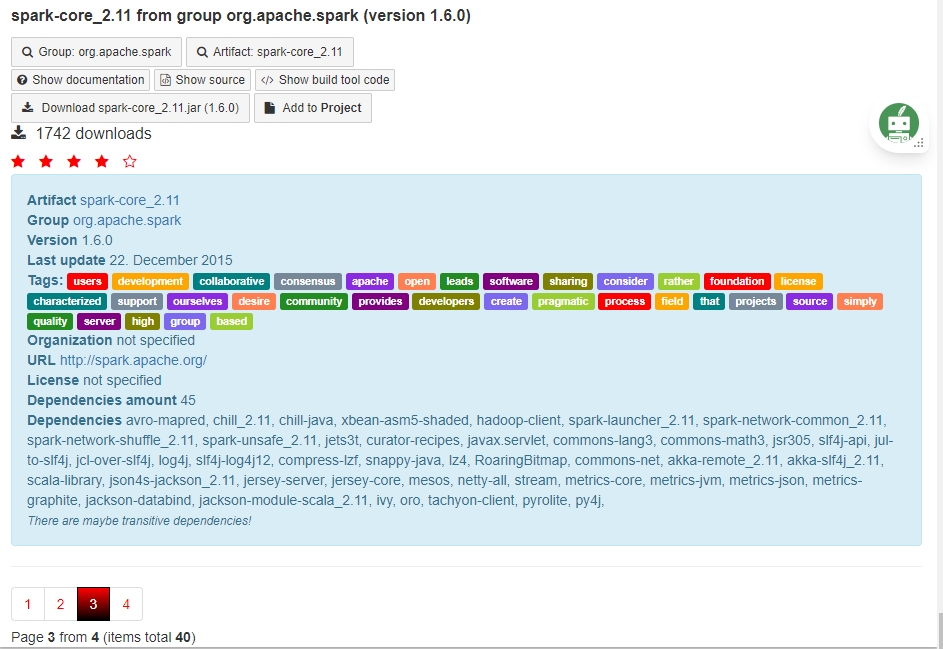 spark-core_2.11 from group org.apache.spark (version 1.6.0)
Group: org.apache.spark Artifact: spark-core_2.11
Show documentation Show source </> Show build tool code
Download spark-core_2.11.jar (1.6.0) Add to Project
1742 downloads
Artifact spark-core_2.11
Group org.apache.spark
Version 1.6.0
Last update 22. December 2015
Tags: users development collaborative consensus apache open leads software sharing consider rather foundation license
characterized support ourselves desire community provides developers create pragmatic process field that projects source simply
quality server high group based
Organization not specified
URL http://spark.apache.org/
License not specified
Dependencies amount 45
Dependencies avro-mapred, chill_2.11, chill-java, xbean-asm5-shaded, hadoop-client, spark-launcher_2.11, spark-network-common_2.11,
spark-network-shuffle_2.11, spark-unsafe_2.11, jets3t, curator-recipes, javax.servlet, commons-lang3, commons-math3, jsr305, slf4j-api, jul-
to-slf4j, jcl-over-slf4j, log4j, slf4j-log4j12, compress-lzf, snappy-java, lz4, RoaringBitmap, commons-net, akka-remote_2.11, akka-slf4j_2.11,
scala-library, json4s-jackson_2.11, jersey-server, jersey-core, mesos, netty-all, stream, metrics-core, metrics-jvm, metrics-json, metrics-
graphite, jackson-databind, jackson-module-scala_2.11, ivy, oro, tachyon-client, pyrolite, py4j,
There are maybe transitive dependencies!
1 2 3 4
Page 3 from 4 (items total 40)